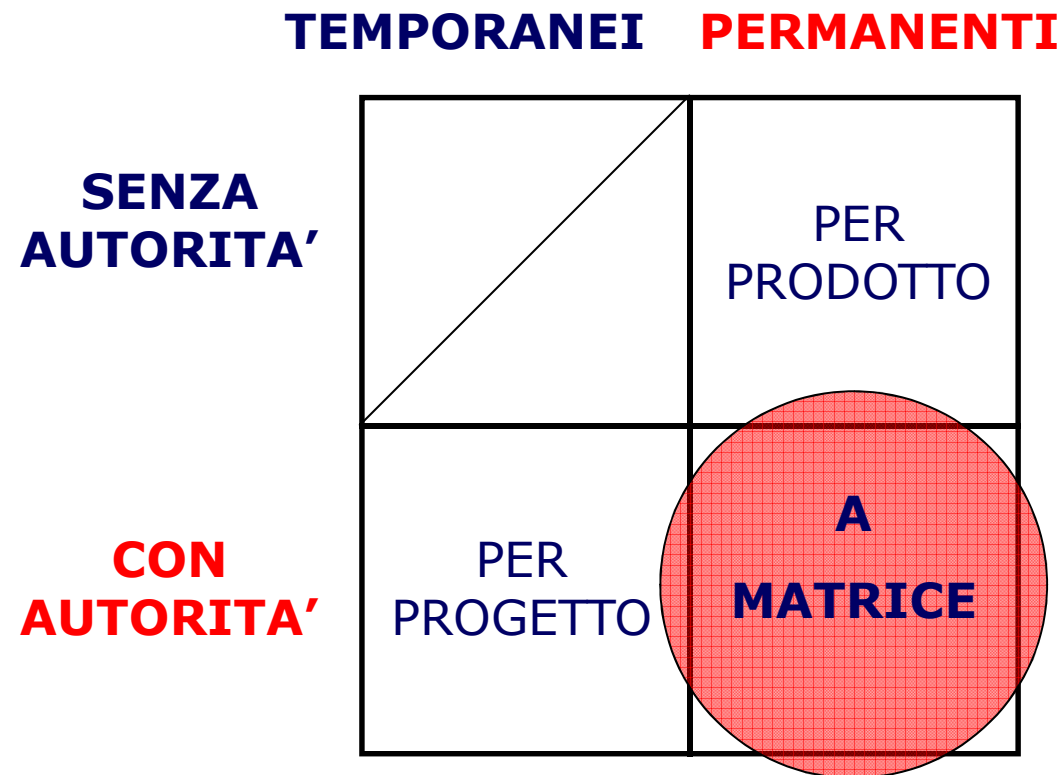 TEMPORANEI PERMANENTI
SENZA
AUTORITA’
PER
PRODOTTO
CON
AUTORITA’
PER
PROGETTO
A
MATRICE